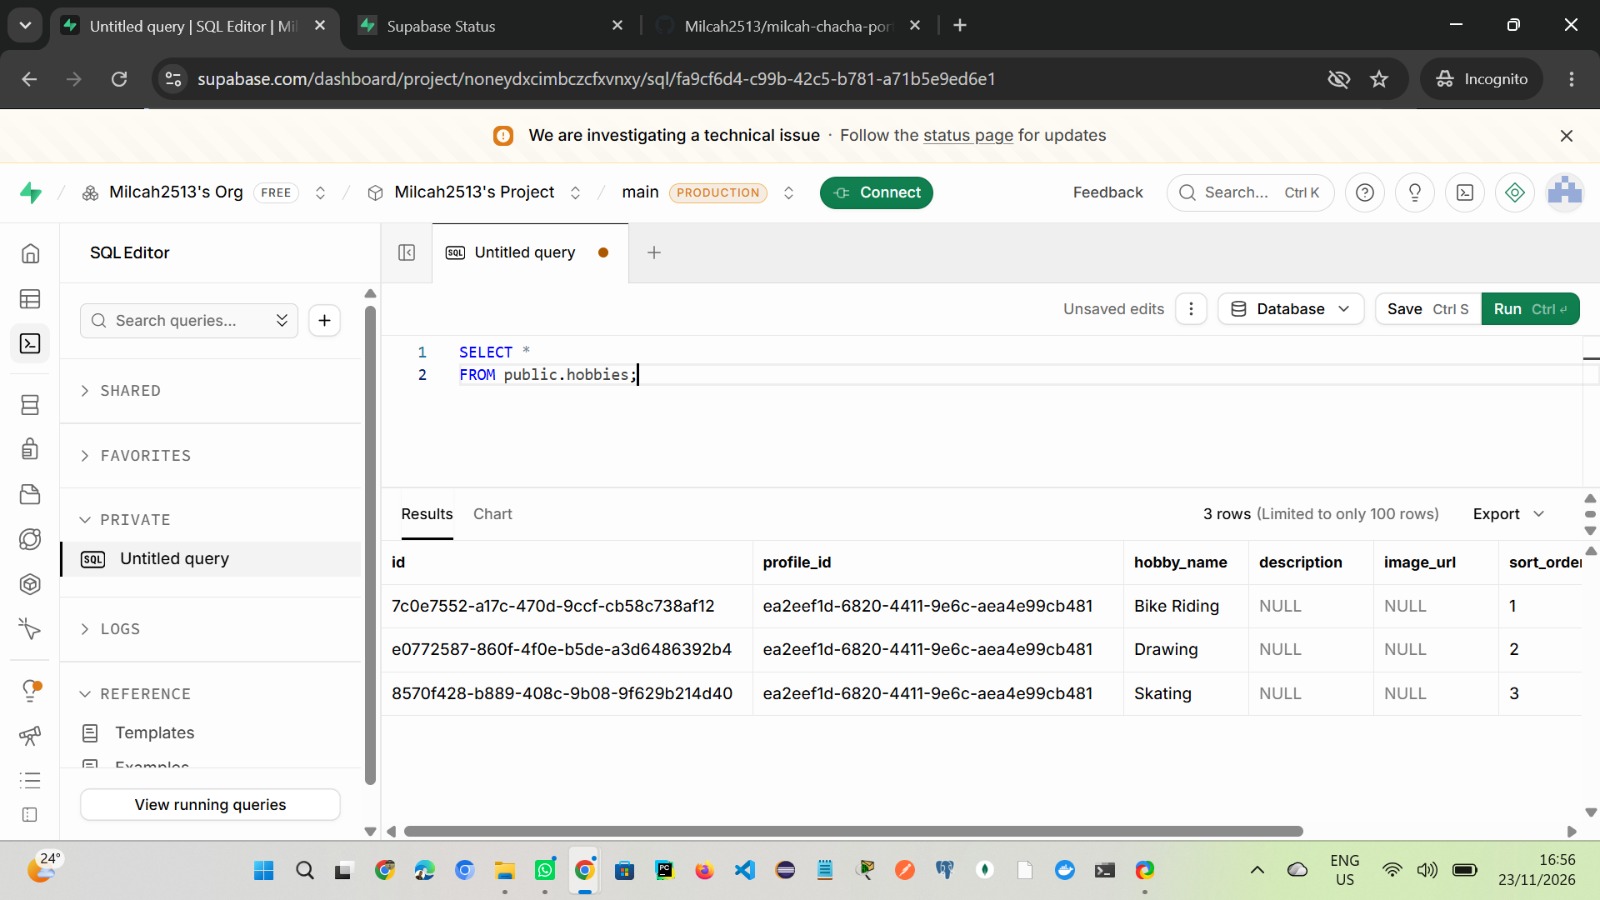 Untitled query | SQL Editor | Mi
Supabase Status
Milcah2513/milcah-chacha-por
supabase.com/dashboard/project/noneydxcimbczcfxvnxy/sql/fa9cf6d4-c99b-42c5-b781-a71b5e9ed6e1
Incognito
We are investigating a technical issue · Follow the status page for updates
Milcah2513's Org FREE
Milcah2513's Project
main PRODUCTION
Connect
Feedback
Search... Ctrl K
SQL Editor
SQL Untitled query
Search queries...
Unsaved edits
Database
Save Ctrl S
Run Ctrl ↵
1 SELECT *
2 FROM public.hobbies;
SHARED
FAVORITES
PRIVATE
SQL Untitled query
LOGS
REFERENCE
Templates
Examples
View running queries
Results Chart
3 rows (Limited to only 100 rows)
Export
id profile_id hobby_name description image_url sort_order
7c0e7552-a17c-470d-9ccf-cb58c738af12 ea2eef1d-6820-4411-9e6c-aea4e99cb481 Bike Riding NULL NULL 1
e0772587-860f-4f0e-b5de-a3d6486392b4 ea2eef1d-6820-4411-9e6c-aea4e99cb481 Drawing NULL NULL 2
8570f428-b889-408c-9b08-9f629b214d40 ea2eef1d-6820-4411-9e6c-aea4e99cb481 Skating NULL NULL 3
24°
ENG
US
16:56
23/11/2026